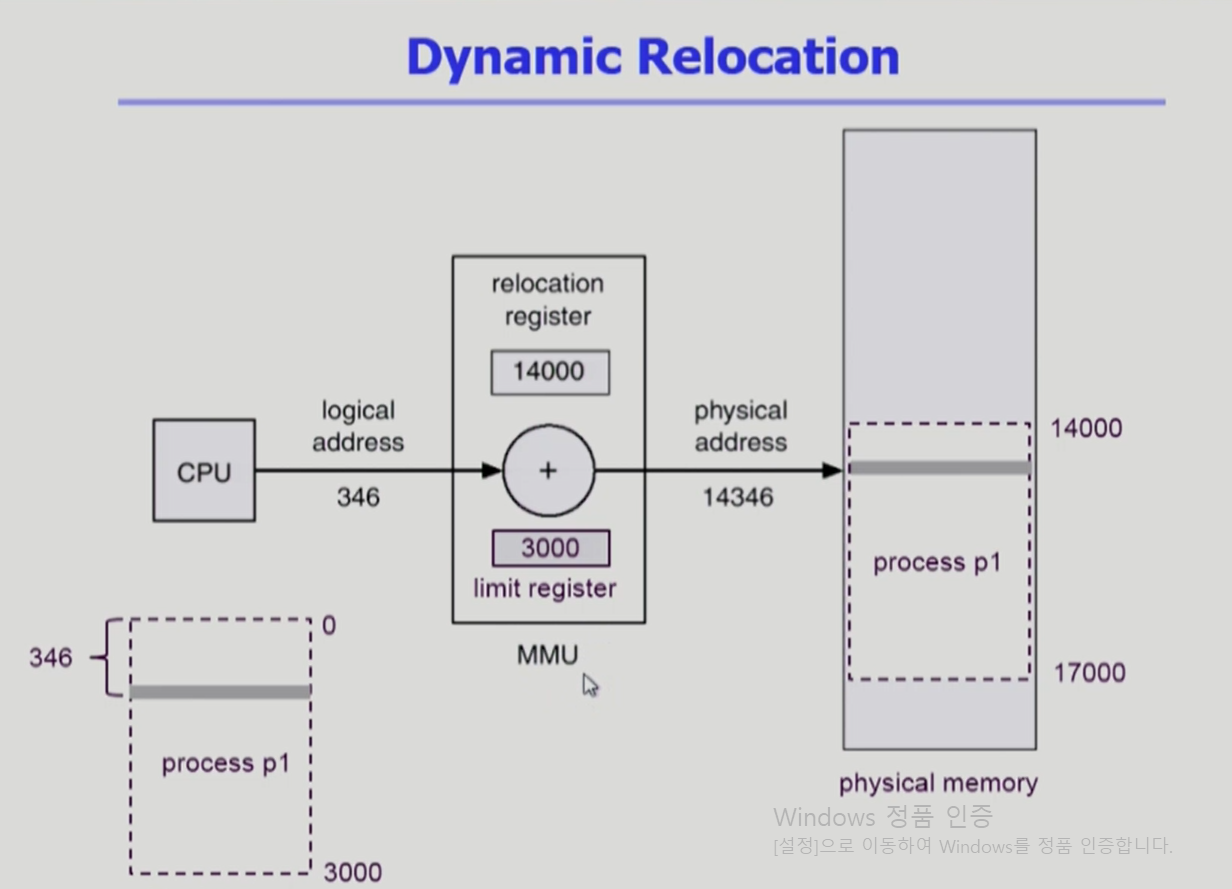 Dynamic Relocation
relocation
register
14000
logical
address
physical
address
14000
CPU
+
346
14346
3000
process p1
limit register
0
346
MMU
17000
process p1
physical memory
Windows 정품 인증
[설정]으로 이동하여 Windows를 정품 인증합니다.
3000